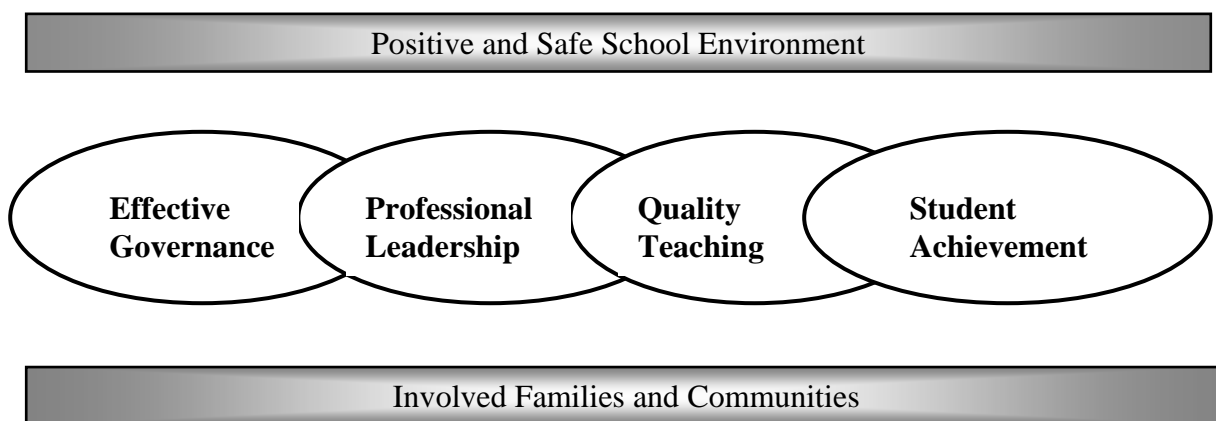 Positive and Safe School Environment
Effective
Governance
Professional
Leadership
Quality
Teaching
Student
Achievement
Involved Families and Communities